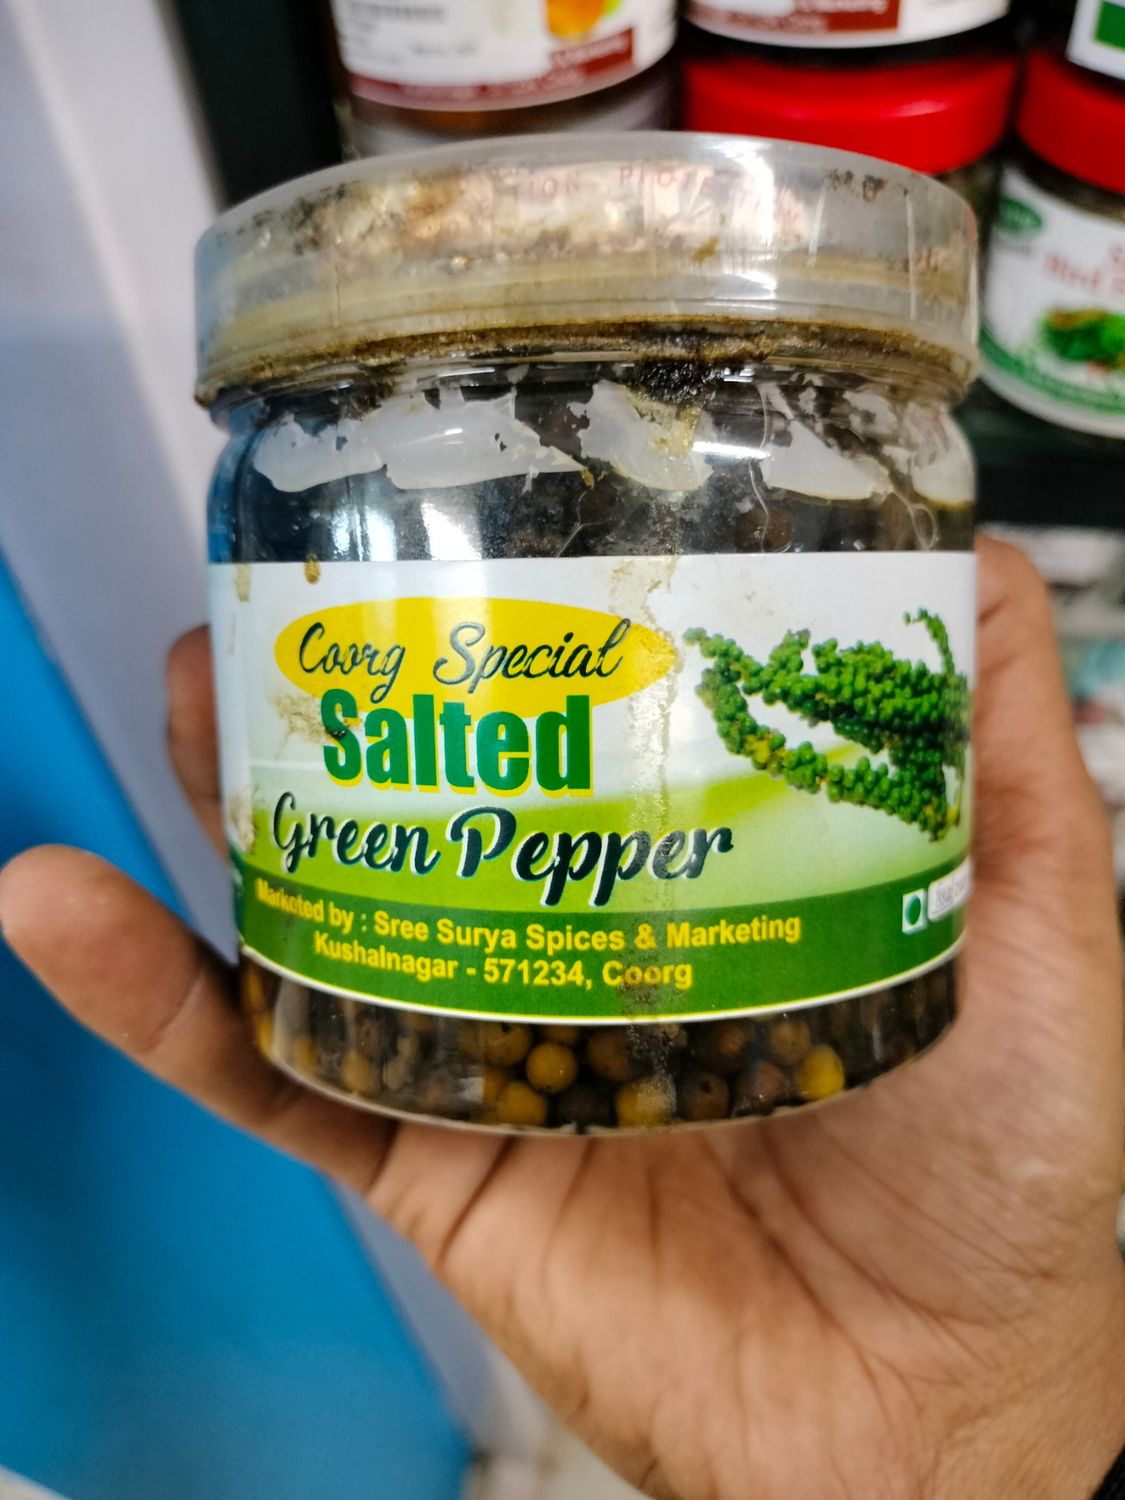 Coorg Special
Salted
Green Pepper
Marketed by : Sree Surya Spices & Marketing
Kushalnagar - 571234, Coorg